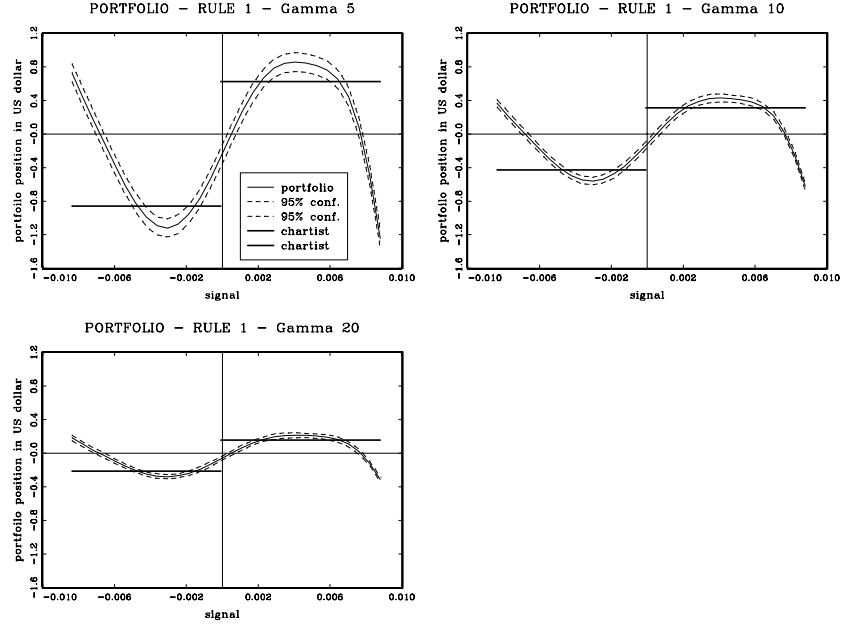 PORTFOLIO − RULE 1 − Gamma 5
portfolio position in US dollar
1.2
0.8
0.4
−0.0
−0.4
−0.8
−1.2
−1.6
portfolio
95% conf.
95% conf.
chartist
chartist
−0.010 −0.006 −0.002 0.002 0.006 0.010
signal
PORTFOLIO − RULE 1 − Gamma 10
portfolio position in US dollar
1.2
0.8
0.4
−0.0
−0.4
−0.8
−1.2
−1.6
−0.010 −0.006 −0.002 0.002 0.006 0.010
signal
PORTFOLIO − RULE 1 − Gamma 20
portfolio position in US dollar
1.2
0.8
0.4
−0.0
−0.4
−0.8
−1.2
−1.6
−0.010 −0.006 −0.002 0.002 0.006 0.010
signal